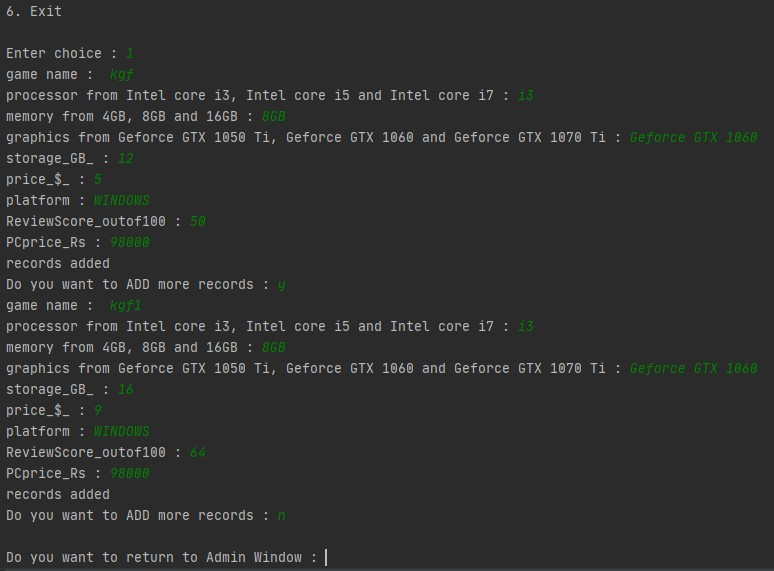 6. Exit
Enter choice : 1
game name :  kgf
processor from Intel core i3, Intel core i5 and Intel core i7 : i3
memory from 4GB, 8GB and 16GB : 8GB
graphics from Geforce GTX 1050 Ti, Geforce GTX 1060 and Geforce GTX 1070 Ti : Geforce GTX 1060
storage_GB_ : 12
price_$_ : 5
platform : WINDOWS
ReviewScore_outof100 : 50
PCprice_Rs : 98000
records added
Do you want to ADD more records : y
game name :  kgf1
processor from Intel core i3, Intel core i5 and Intel core i7 : i3
memory from 4GB, 8GB and 16GB : 8GB
graphics from Geforce GTX 1050 Ti, Geforce GTX 1060 and Geforce GTX 1070 Ti : Geforce GTX 1060
storage_GB_ : 16
price_$_ : 9
platform : WINDOWS
ReviewScore_outof100 : 64
PCprice_Rs : 98000
records added
Do you want to ADD more records : n
Do you want to return to Admin Window :